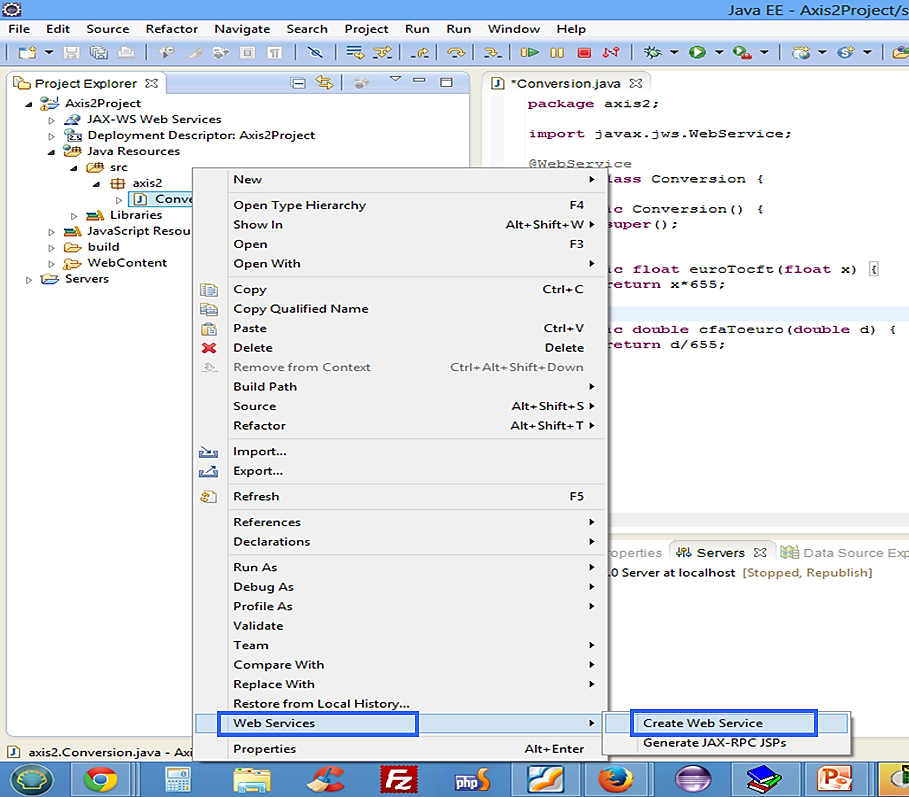 Java EE - Axis2Project/s
File Edit Source Refactor Navigate Search Project Run Run Window Help
Project Explorer
Axis2Project
JAX-WS Web Services
Deployment Descriptor: Axis2Project
Java Resources
src
axis2
Conve
Libraries
JavaScript Resou
build
WebContent
Servers
*Conversion.java
package axis2;
import javax.jws.WebService;
@WebService
lass Conversion {
ic Conversion() {
super();
ic float euroTocft(float x) {
return x*655;
ic double cfaToeuro(double d) {
return d/655;
New
Open Type Hierarchy F4
Show In Alt+Shift+W
Open F3
Open With
Copy Ctrl+C
Copy Qualified Name
Paste Ctrl+V
Delete Delete
Remove from Context Ctrl+Alt+Shift+Down
Build Path
Source Alt+Shift+S
Refactor Alt+Shift+T
Import...
Export...
Refresh F5
References
Declarations
Run As
Debug As
Profile As
Validate
Team
Compare With
Replace With
Restore from Local History...
Web Services
Properties Alt+Enter
Create Web Service
Generate JAX-RPC JSPs
roperties Servers Data Source Exp
.0 Server at localhost [Stopped, Republish]
axis2.Conversion.java - Axi
Fz
php
P